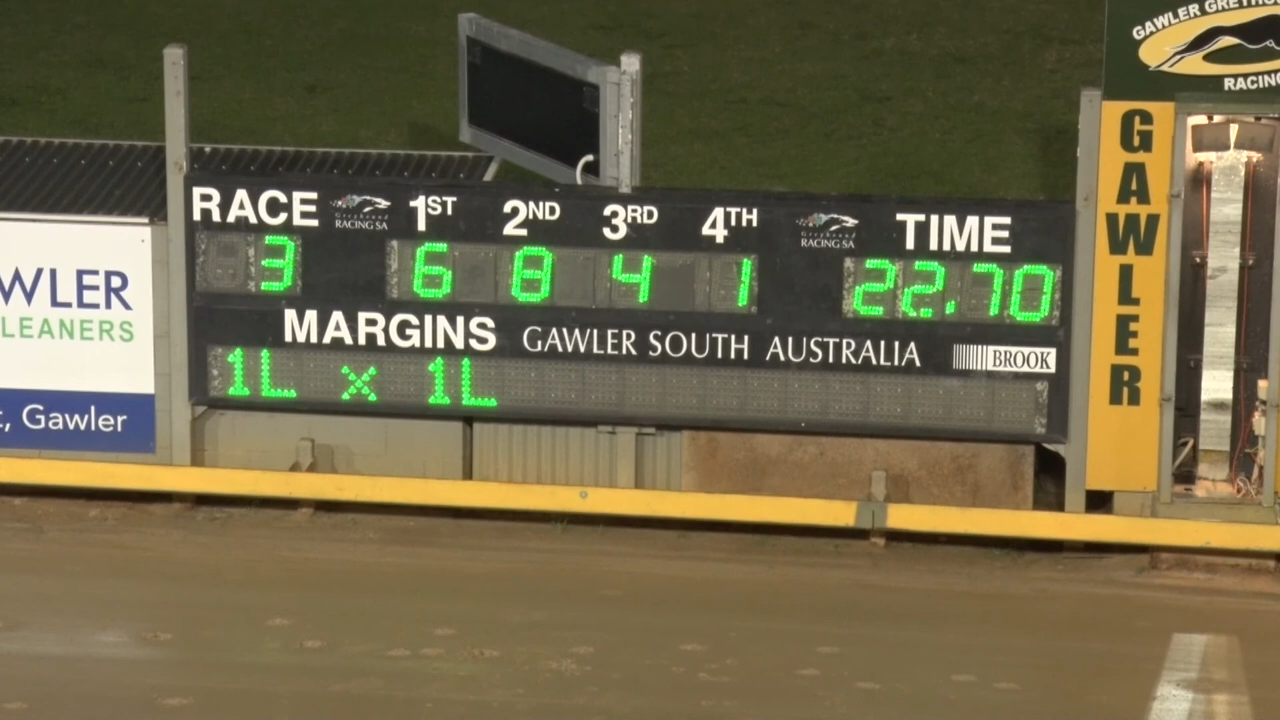 GAWLER GREYHO
RACING
GAWLER
RACE
Greyhound
RACING SA
1ST
2ND
3RD
4TH
Greyhound
RACING SA
TIME
3
6
8
4
1
22.70
MARGINS
GAWLER SOUTH AUSTRALIA
BROOK
1L x 1L
WLER
LEANERS
t, Gawler